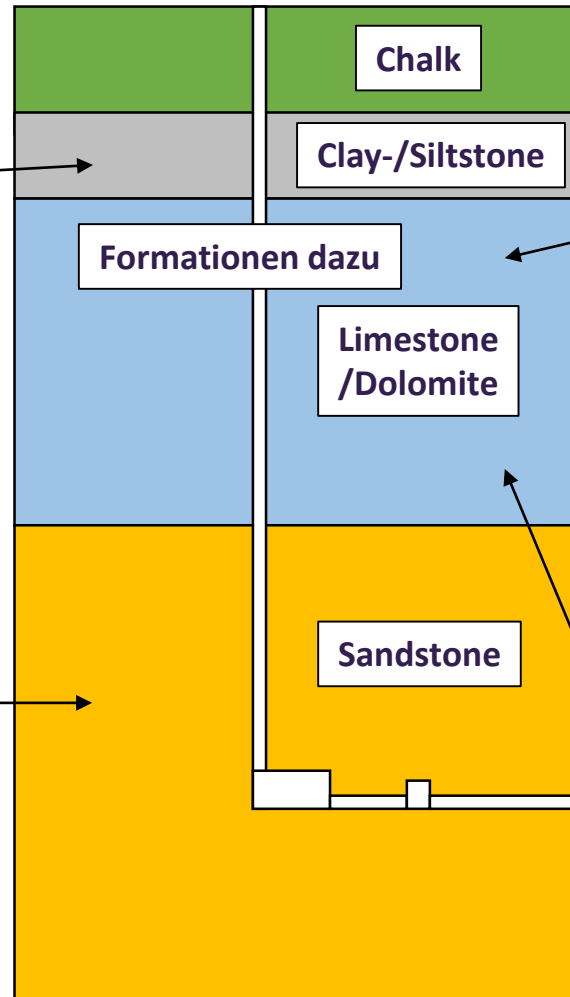 Chalk
Clay-/Siltstone
Formationen dazu
Limestone
/Dolomite
Sandstone